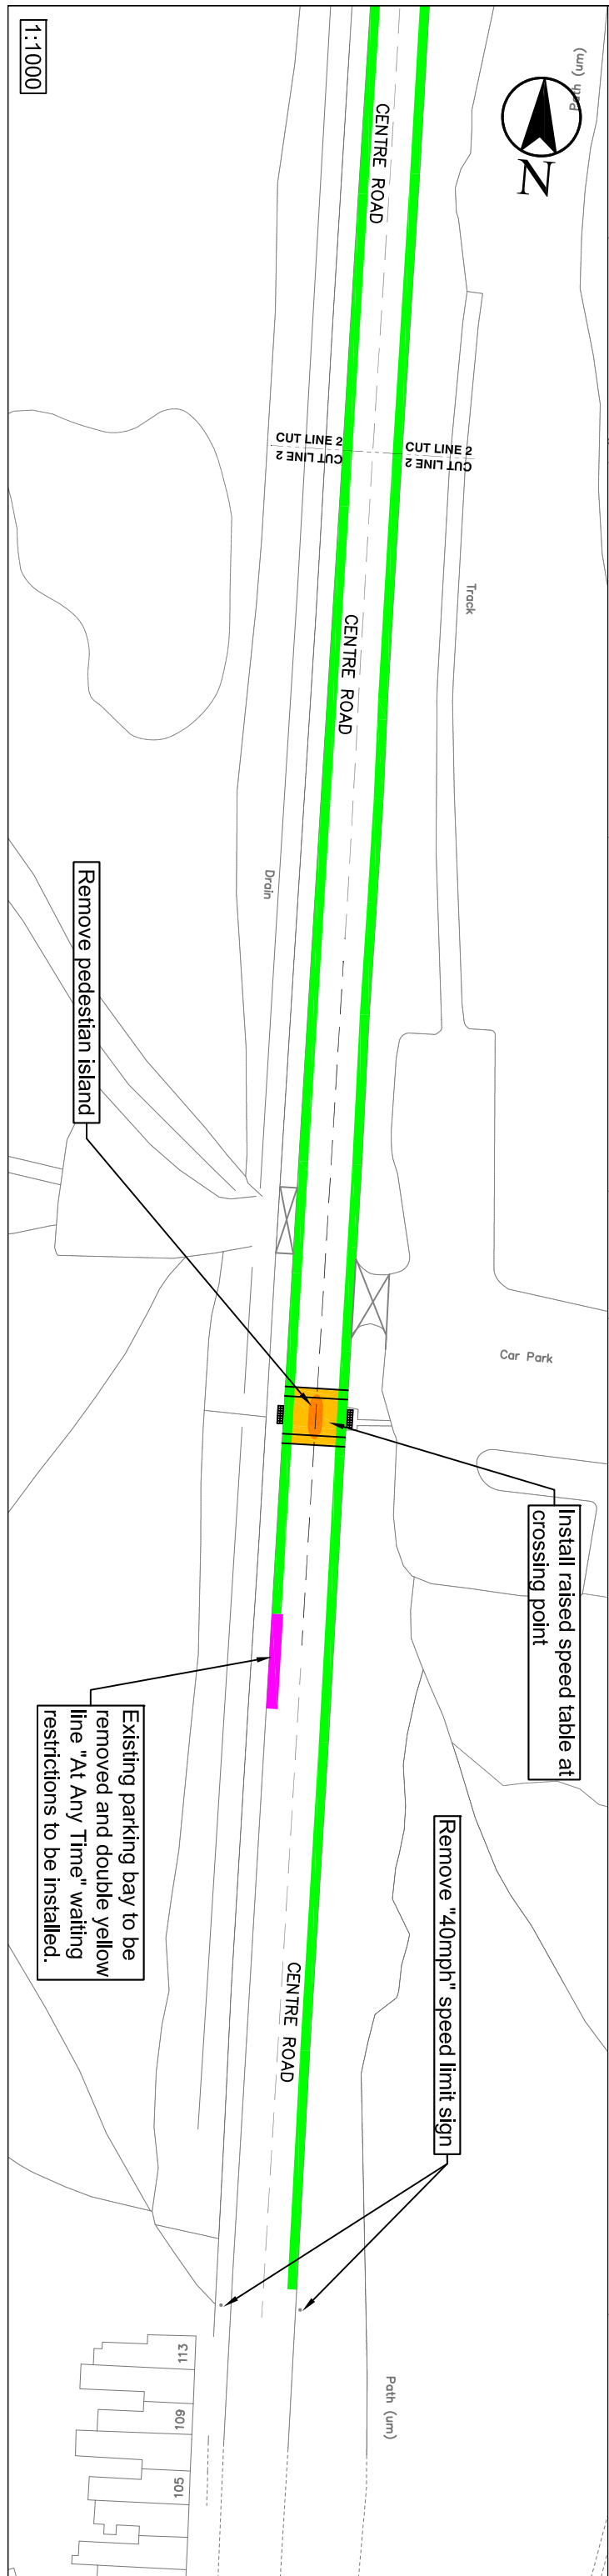 1:1000
Path (um)
N
CENTRE ROAD
CUT LINE 2
CUT LINE 2
CUT LINE 2
CUT LINE 2
Track
CENTRE ROAD
Drain
Remove pedestian island
Car Park
Install raised speed table at
crossing point
Existing parking bay to be
removed and double yellow
line "At Any Time" waiting
restrictions to be installed.
Remove "40mph" speed limit sign
CENTRE ROAD
Path (um)
113
109
105